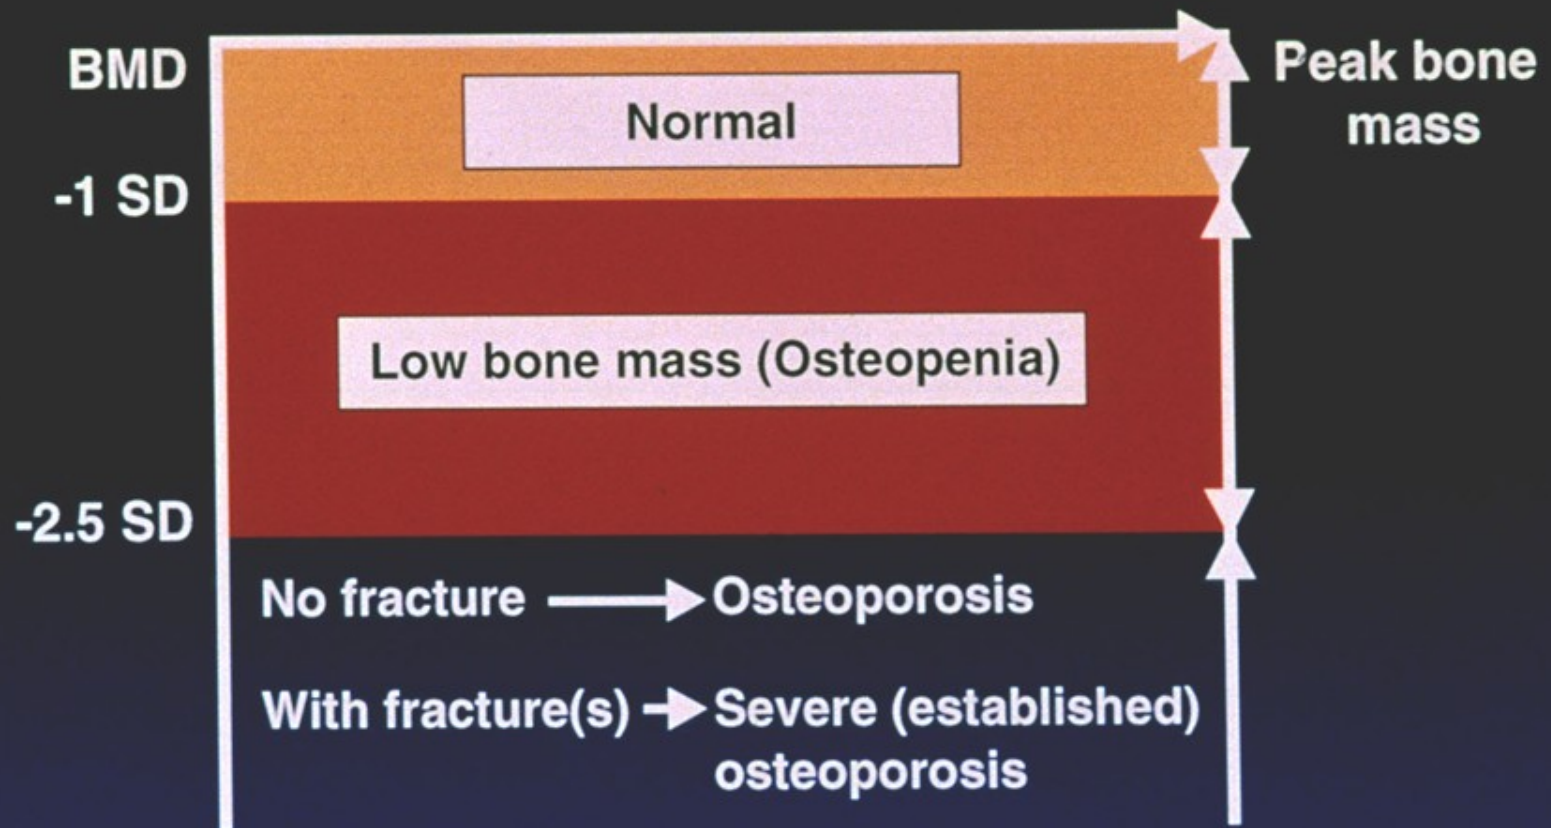 BMD
Peak bone
mass
Normal
-1 SD
Low bone mass (Osteopenia)
-2.5 SD
No fracture Osteoporosis
With fracture(s) Severe (established)
osteoporosis